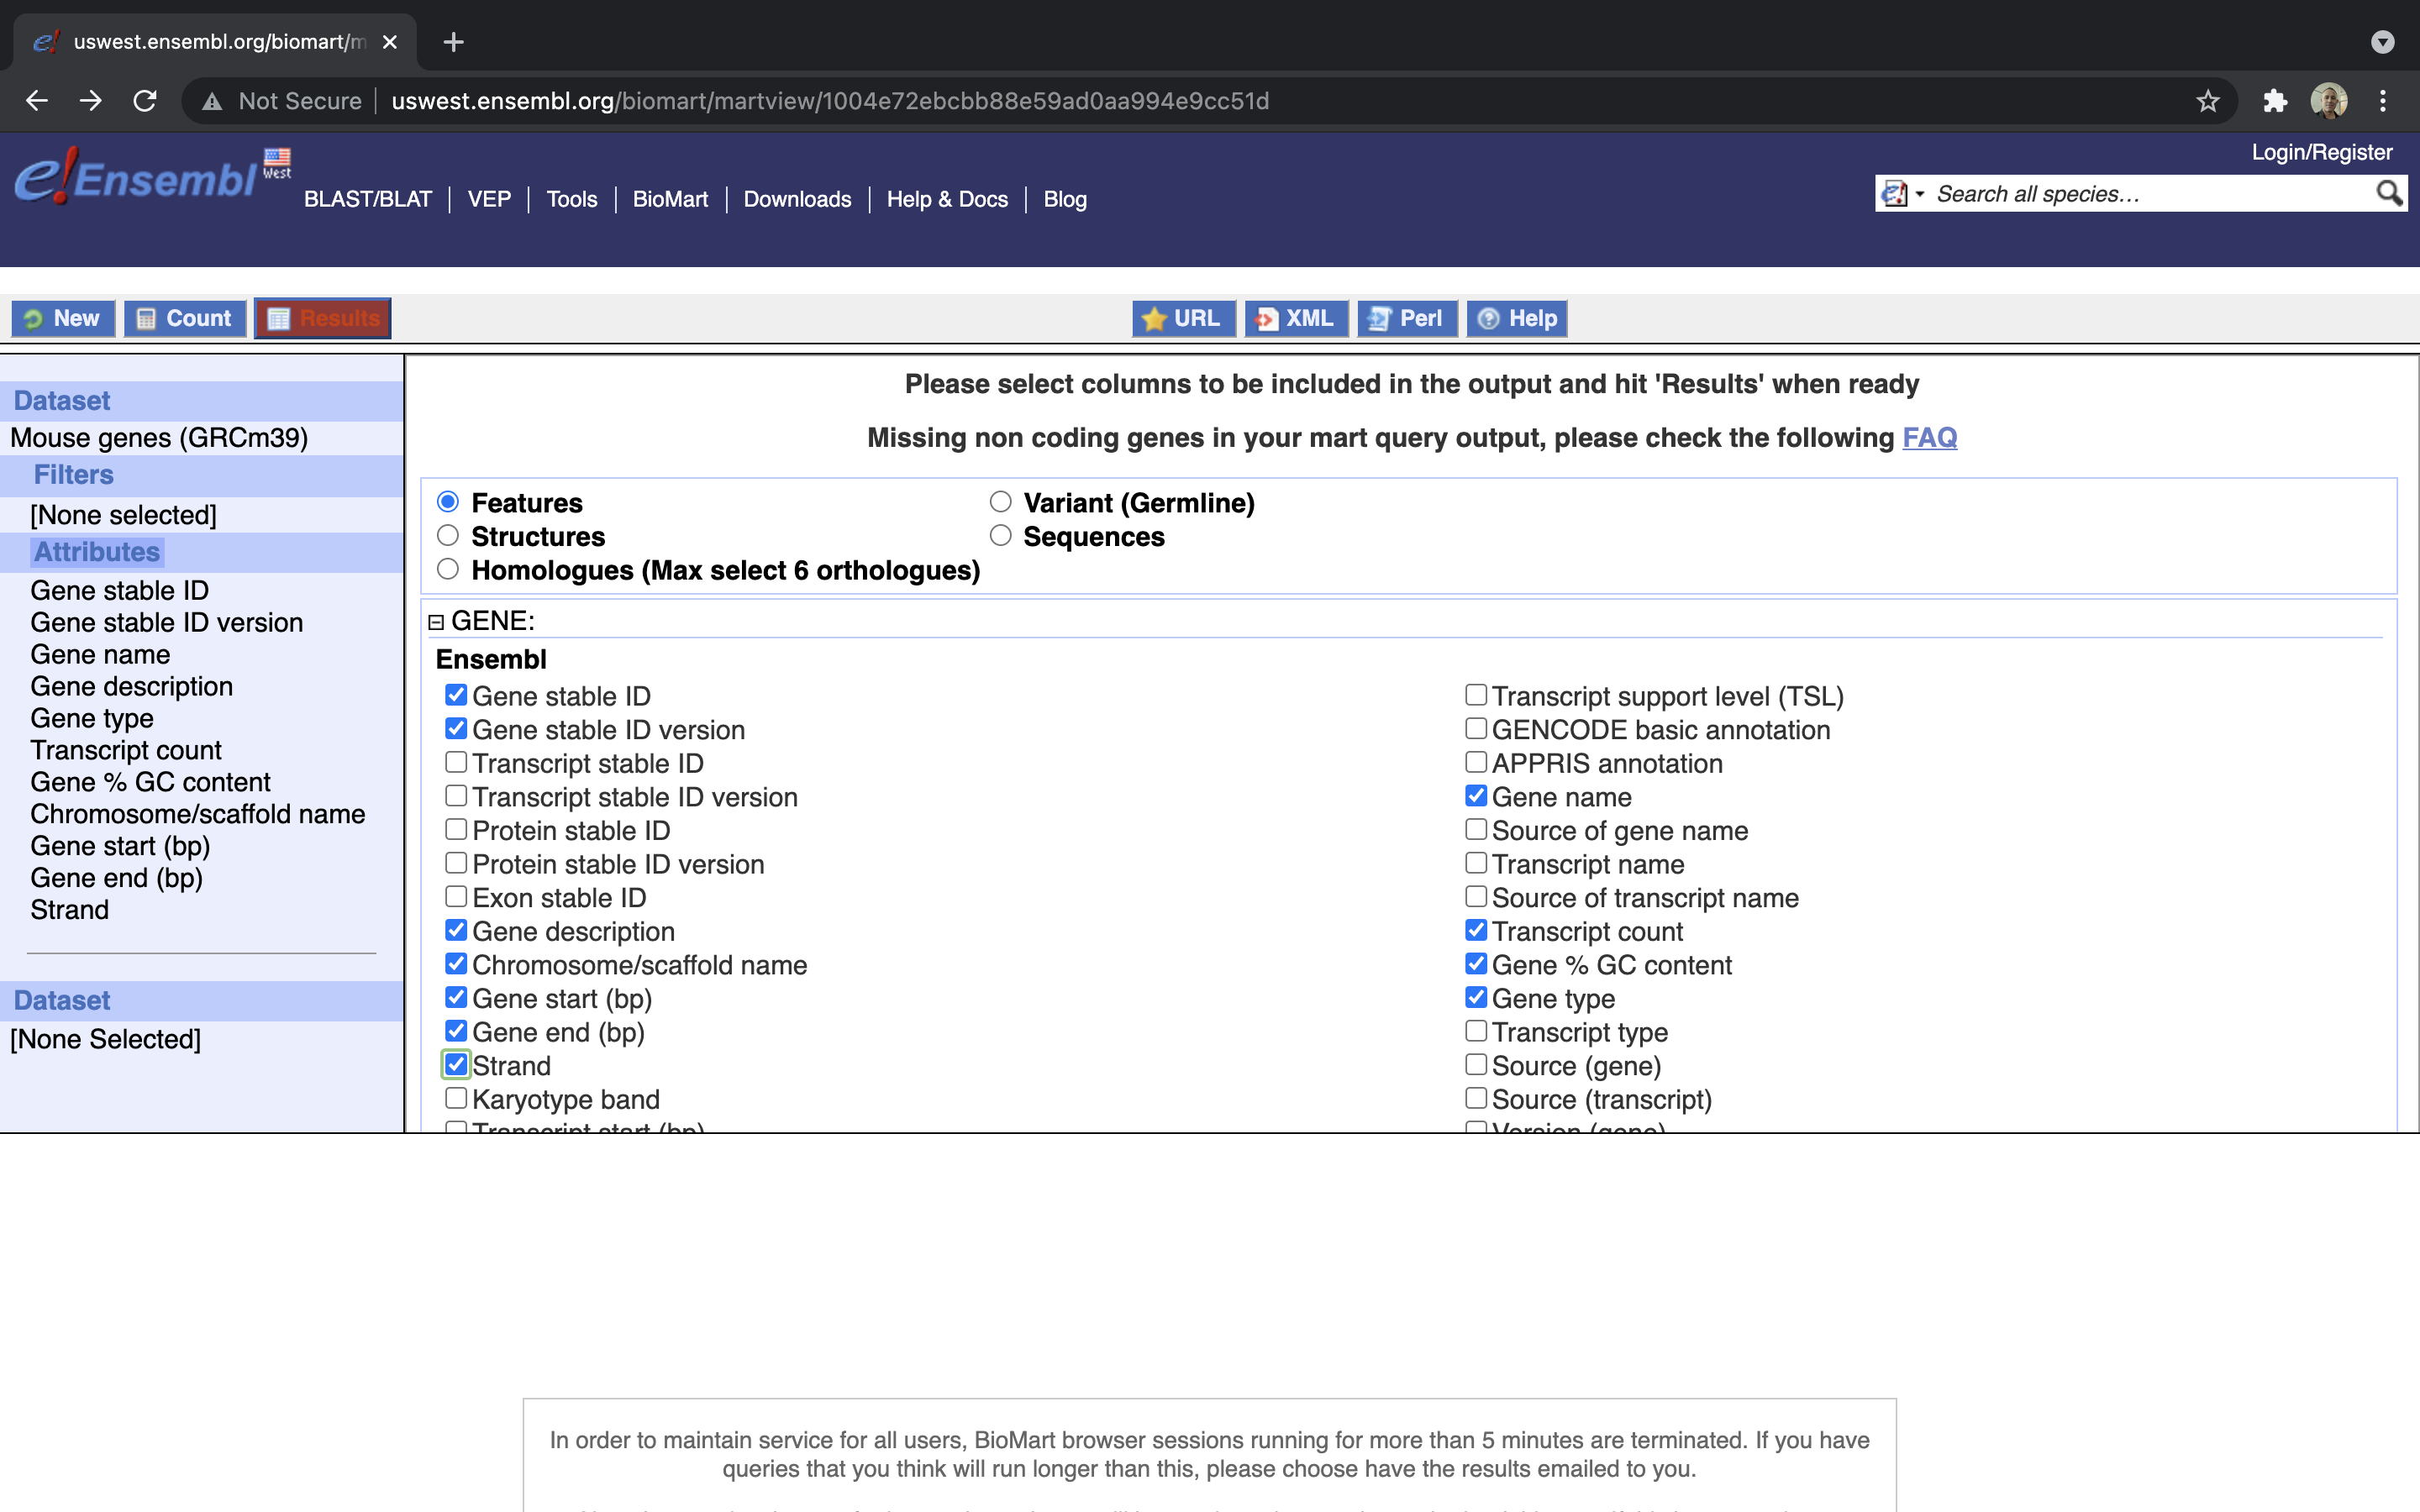 uswest.ensembl.org/biomart/m
Not Secure uswest.ensembl.org/biomart/martview/1004e72ebcbb88e59ad0aa994e9cc51d
Login/Register
e!Ensembl West
BLAST/BLAT VEP Tools BioMart Downloads Help & Docs Blog
Search all species...
New Count Results URL XML Perl Help
Dataset
Mouse genes (GRCm39)
Filters
[None selected]
Attributes
Gene stable ID
Gene stable ID version
Gene name
Gene description
Gene type
Transcript count
Gene % GC content
Chromosome/scaffold name
Gene start (bp)
Gene end (bp)
Strand
Dataset
[None Selected]
Please select columns to be included in the output and hit 'Results' when ready
Missing non coding genes in your mart query output, please check the following FAQ
Features
Structures
Homologues (Max select 6 orthologues)
Variant (Germline)
Sequences
GENE:
Ensembl
Gene stable ID
Gene stable ID version
Transcript stable ID
Transcript stable ID version
Protein stable ID
Protein stable ID version
Exon stable ID
Gene description
Chromosome/scaffold name
Gene start (bp)
Gene end (bp)
Strand
Karyotype band
Transcript start (bp)
Transcript support level (TSL)
GENCODE basic annotation
APPRIS annotation
Gene name
Source of gene name
Transcript name
Source of transcript name
Transcript count
Gene % GC content
Gene type
Transcript type
Source (gene)
Source (transcript)
Version (gene)
In order to maintain service for all users, BioMart browser sessions running for more than 5 minutes are terminated. If you have
queries that you think will run longer than this, please choose have the results emailed to you.